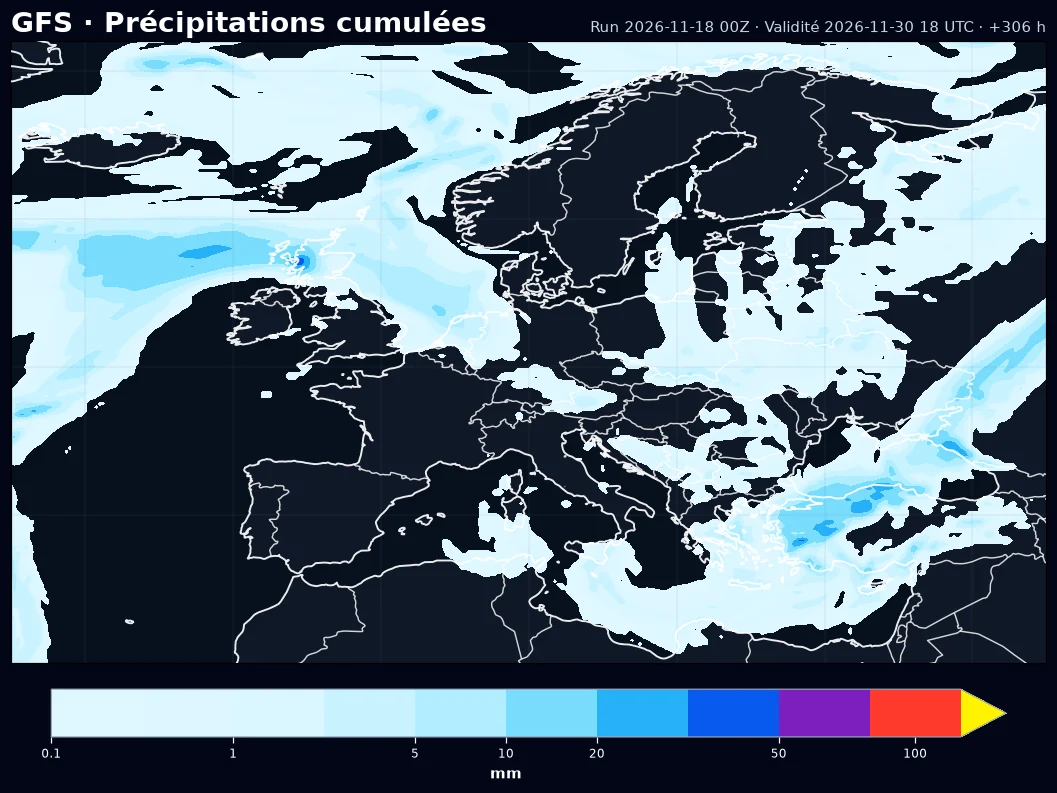 GFS · Précipitations cumulées
Run 2026-11-18 00Z · Validité 2026-11-30 18 UTC · +306 h
0.1 1 5 10 20 50 100
mm